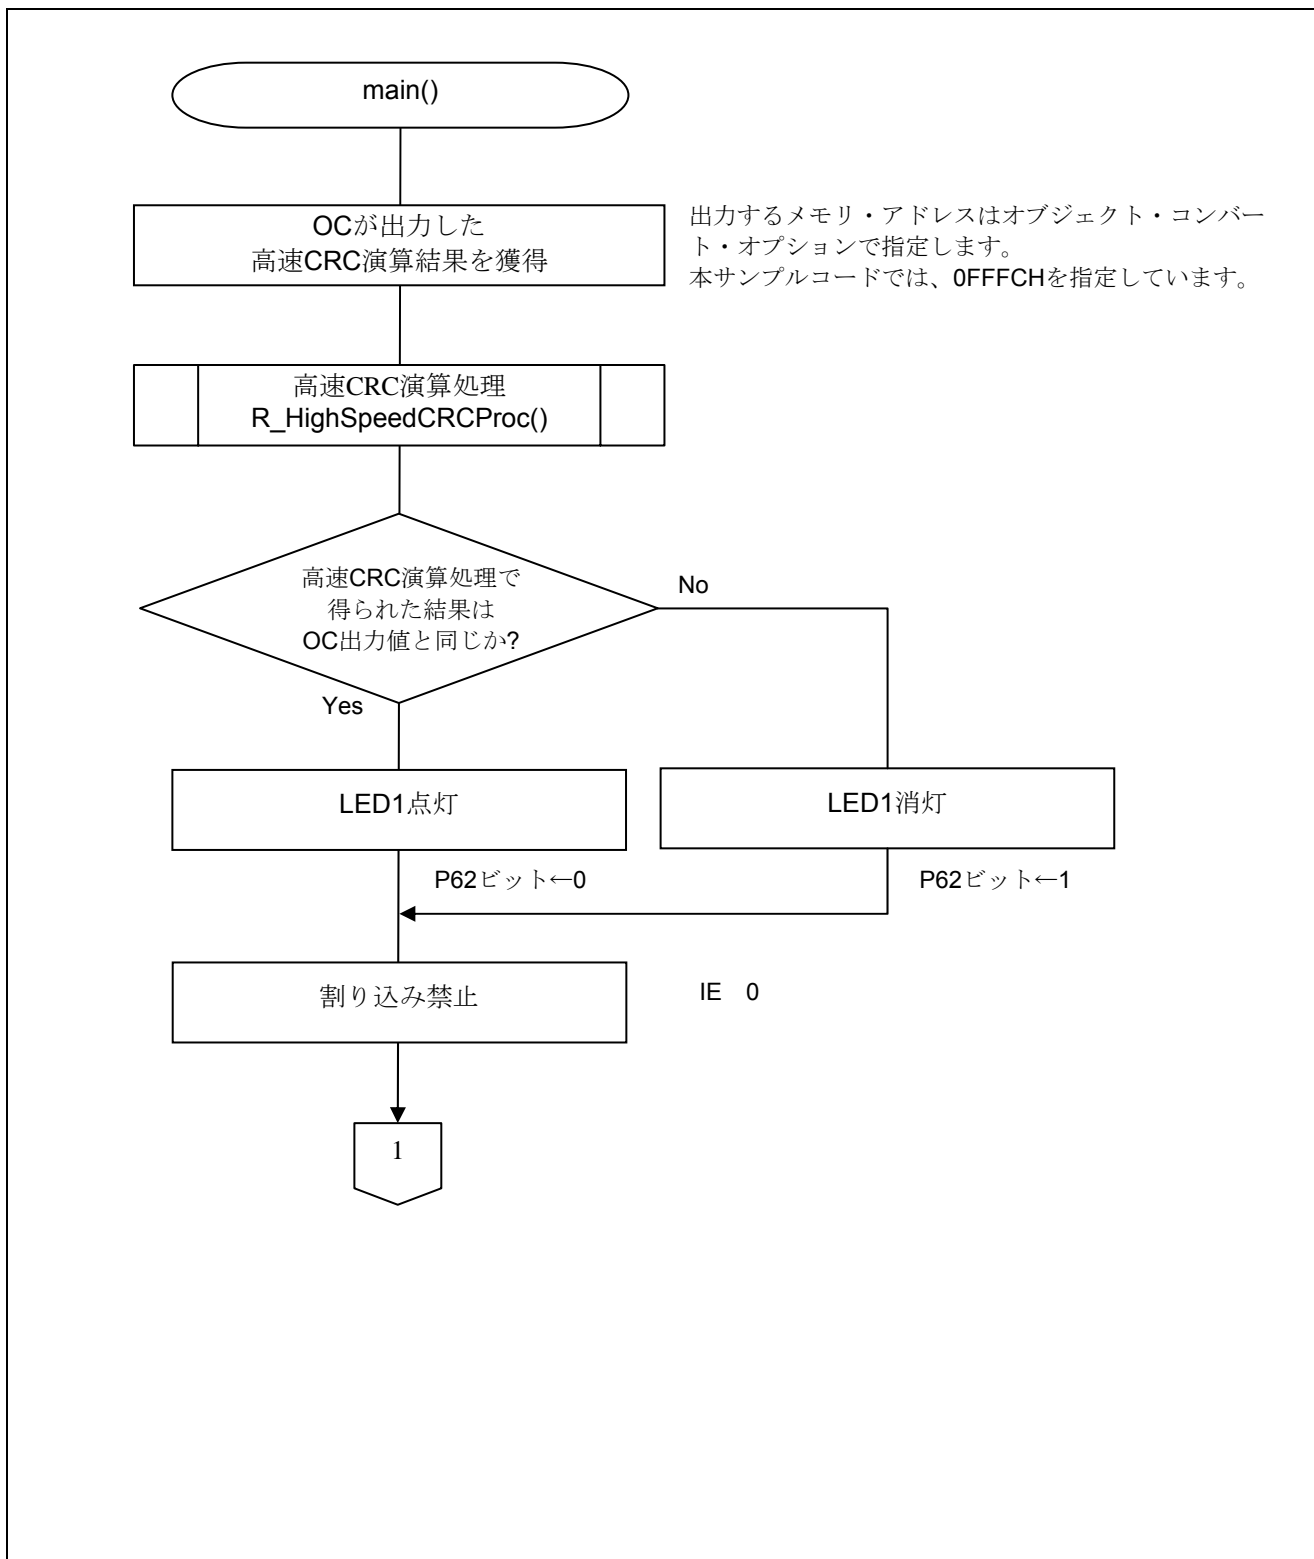 main()
OCが出力した
高速CRC演算結果を獲得
出力するメモリ・アドレスはオブジェクト・コンバー
ト・オプションで指定します。
本サンプルコードでは、0FFFCHを指定しています。
高速CRC演算処理
R_HighSpeedCRCProc()
高速CRC演算処理で
得られた結果は
OC出力値と同じか?
No
Yes
LED1点灯
LED1消灯
P62ビット←0
P62ビット←1
割り込み禁止
IE 0
1